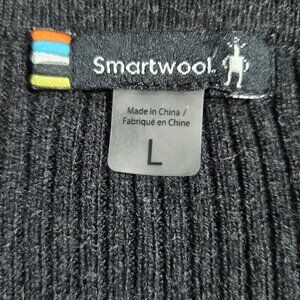 Smartwool
Made in China /
Fabriqué en Chine
L